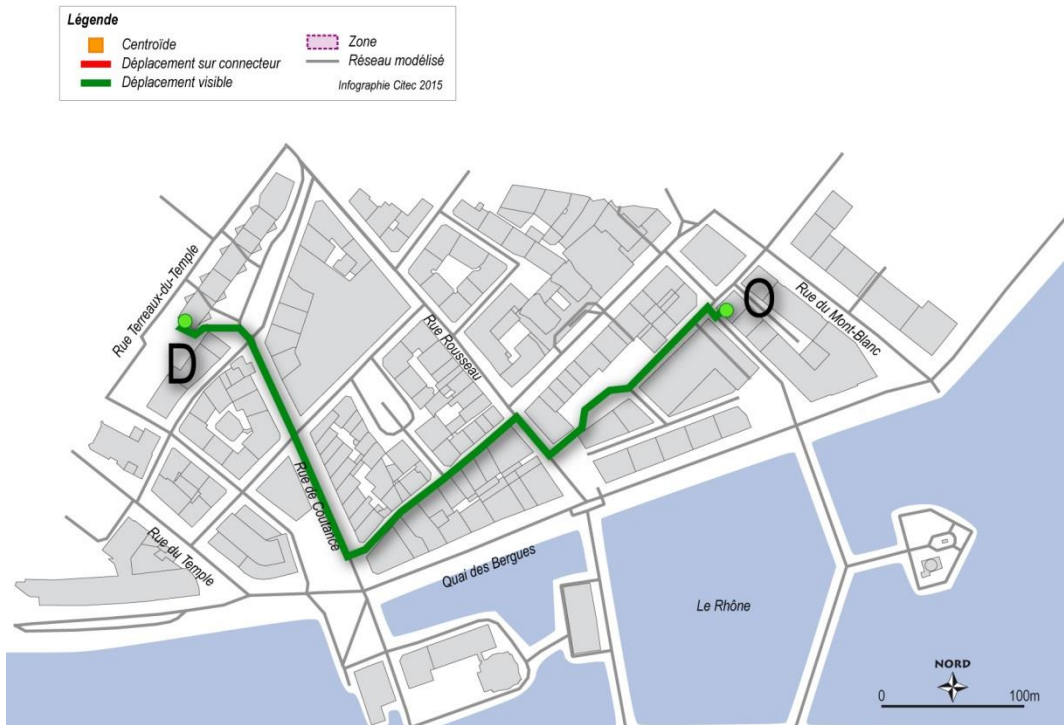 Légende
Centroïde
Déplacement sur connecteur
Déplacement visible
Zone
Réseau modélisé
Infographie Citec 2015
Rue Terreaux-du-Temple
D
Rue Rousseau
O
Rue du Mont-Blanc
Rue de Coutance
Rue du Temple
Quai des Bergues
Le Rhône
NORD
0 100m